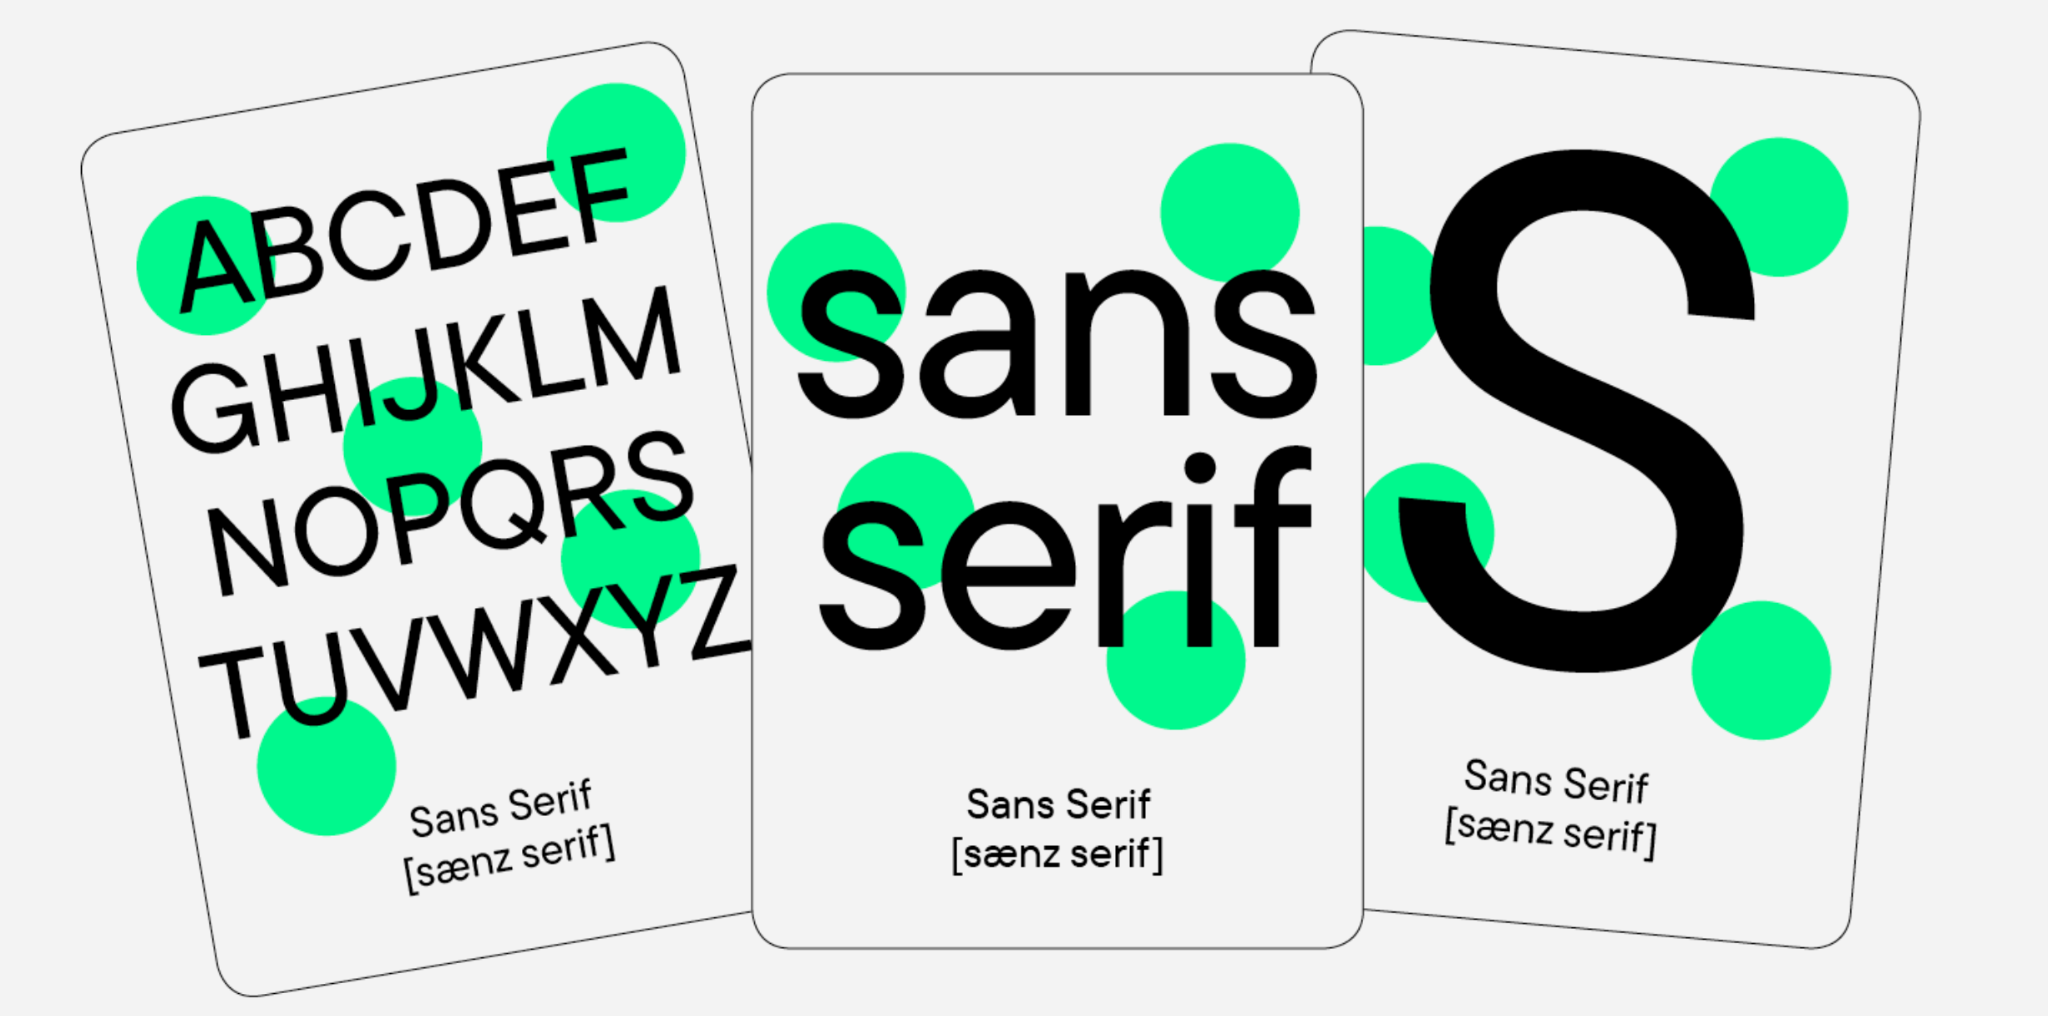 ABCDEF
GHIJKLM
NOPQRS
TUVWXYZ
Sans Serif
[sænz serif]
sans
serif
Sans Serif
[sænz serif]
S
Sans Serif
[sænz serif]